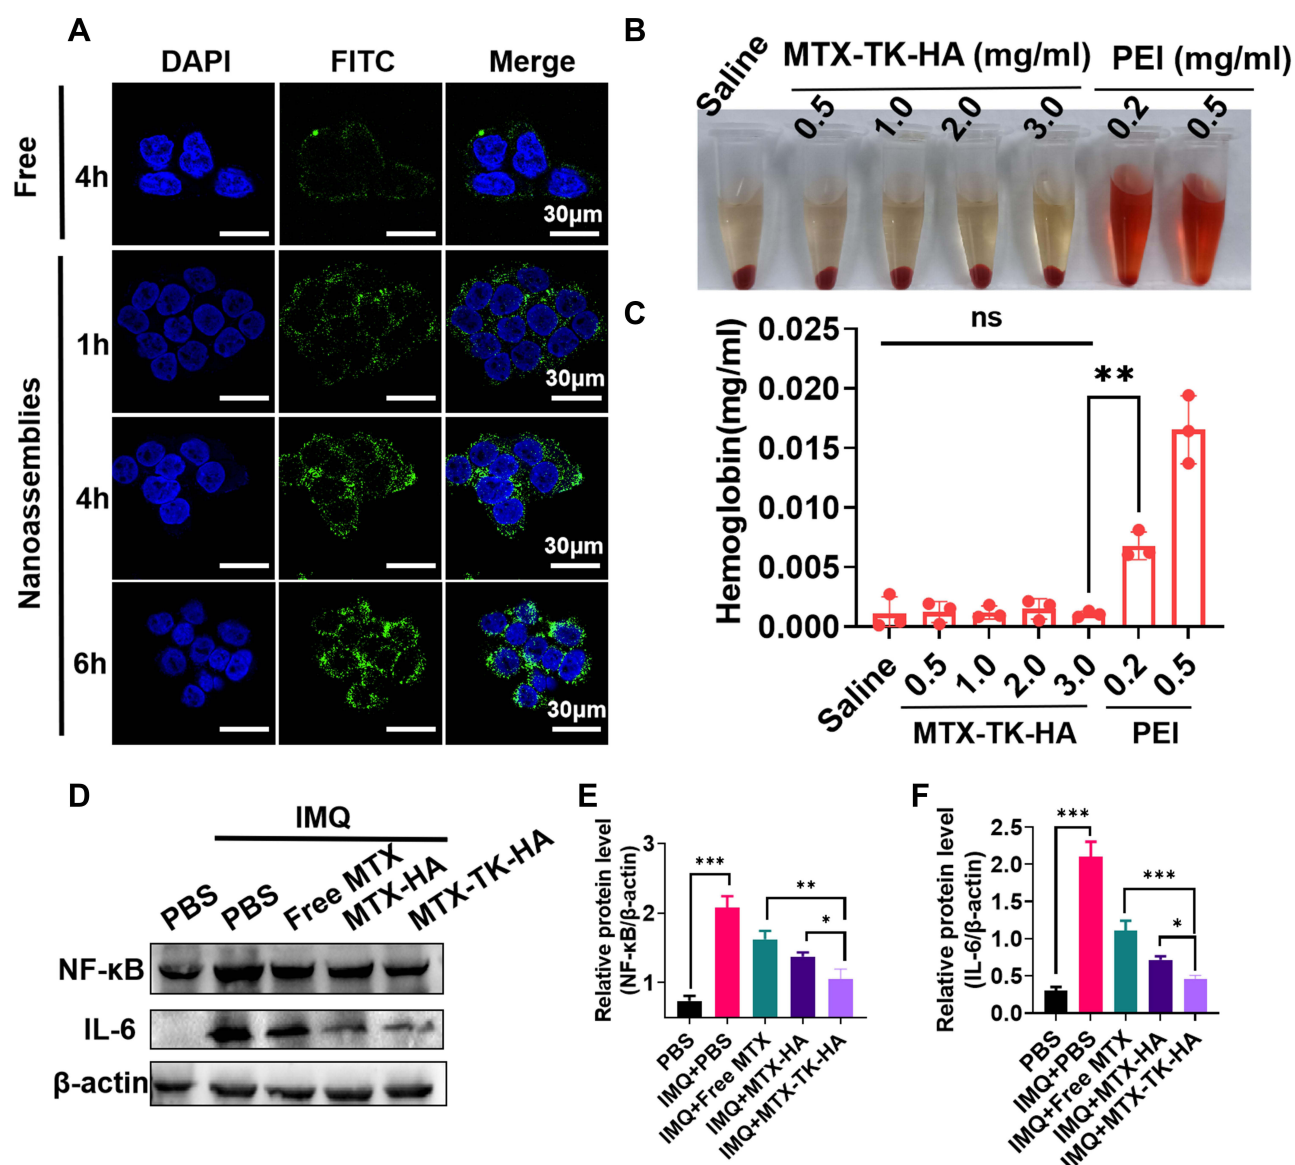 A
DAPI FITC Merge
Free
4h
30µm
Nanoassemblies
1h
30µm
4h
30µm
6h
30µm
B
Saline
MTX-TK-HA (mg/ml) PEI (mg/ml)
0.5 1.0 2.0 3.0 0.2 0.5
C
Hemoglobin(mg/ml)
0.025
0.020
0.015
0.010
0.005
0.000
ns
**
Saline 0.5 1.0 2.0 3.0 0.2 0.5
MTX-TK-HA PEI
D
IMQ
PBS PBS Free MTX MTX-HA MTX-TK-HA
NF-κB
IL-6
β-actin
E
Relative protein level
(NF-κB/β-actin)
3
2
1
***
**
*
PBS
IMQ+PBS
IMQ+Free MTX
IMQ+MTX-HA
IMQ+MTX-TK-HA
F
Relative protein level
(IL-6/β-actin)
2.5
2.0
1.5
1.0
0.5
0.0
***
***
*
PBS
IMQ+PBS
IMQ+Free MTX
IMQ+MTX-HA
IMQ+MTX-TK-HA